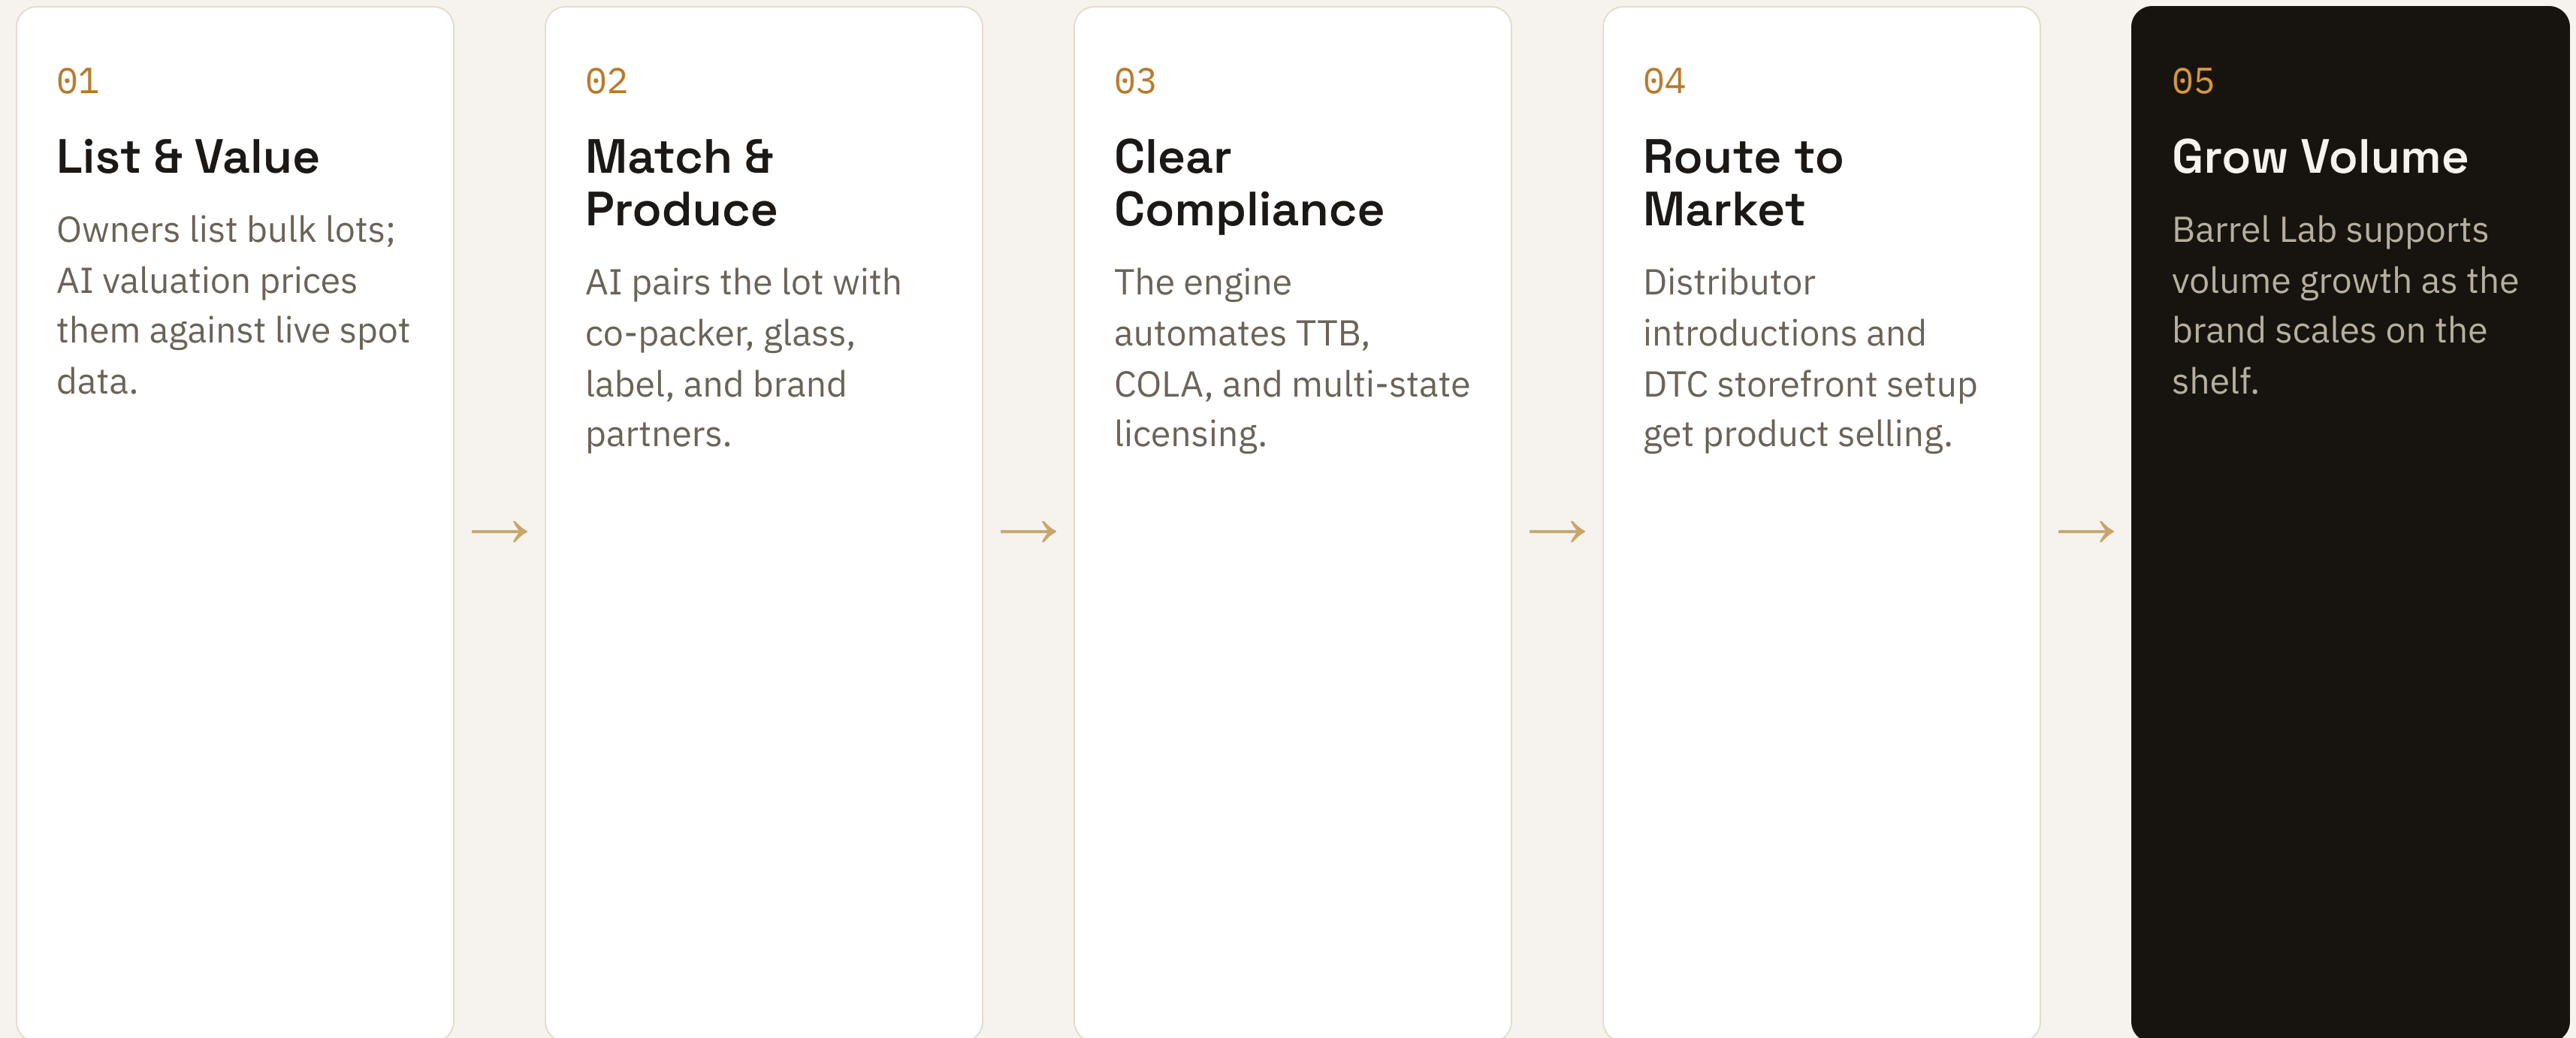 01
List & Value
Owners list bulk lots;
AI valuation prices
them against live spot
data.
→
02
Match &
Produce
AI pairs the lot with
co-packer, glass,
label, and brand
partners.
→
03
Clear
Compliance
The engine
automates TTB,
COLA, and multi-state
licensing.
→
04
Route to
Market
Distributor
introductions and
DTC storefront setup
get product selling.
→
05
Grow Volume
Barrel Lab supports
volume growth as the
brand scales on the
shelf.